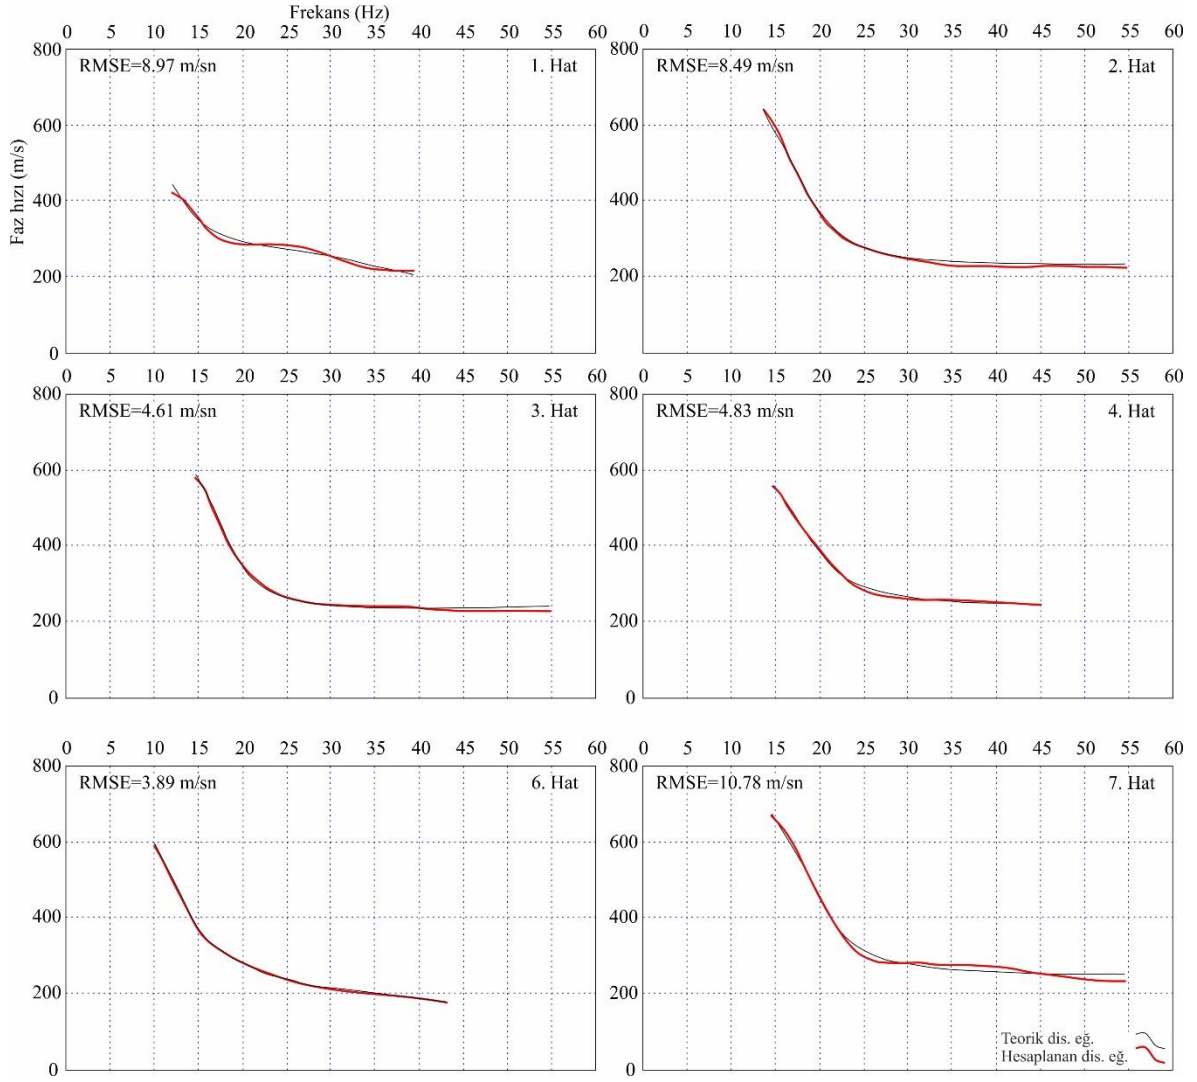 Frekans (Hz)
0 5 10 15 20 25 30 35 40 45 50 55 60
0 5 10 15 20 25 30 35 40 45 50 55 60
800
600
400
200
0
Faz hızı (m/s)
RMSE=8.97 m/sn
1. Hat
800
600
400
200
0
RMSE=8.49 m/sn
2. Hat
0 5 10 15 20 25 30 35 40 45 50 55 60
0 5 10 15 20 25 30 35 40 45 50 55 60
800
600
400
200
0
RMSE=4.61 m/sn
3. Hat
800
600
400
200
0
RMSE=4.83 m/sn
4. Hat
0 5 10 15 20 25 30 35 40 45 50 55 60
0 5 10 15 20 25 30 35 40 45 50 55 60
800
600
400
200
0
RMSE=3.89 m/sn
6. Hat
800
600
400
200
0
RMSE=10.78 m/sn
7. Hat
Teorik dis. eğ.
Hesaplanan dis. eğ.